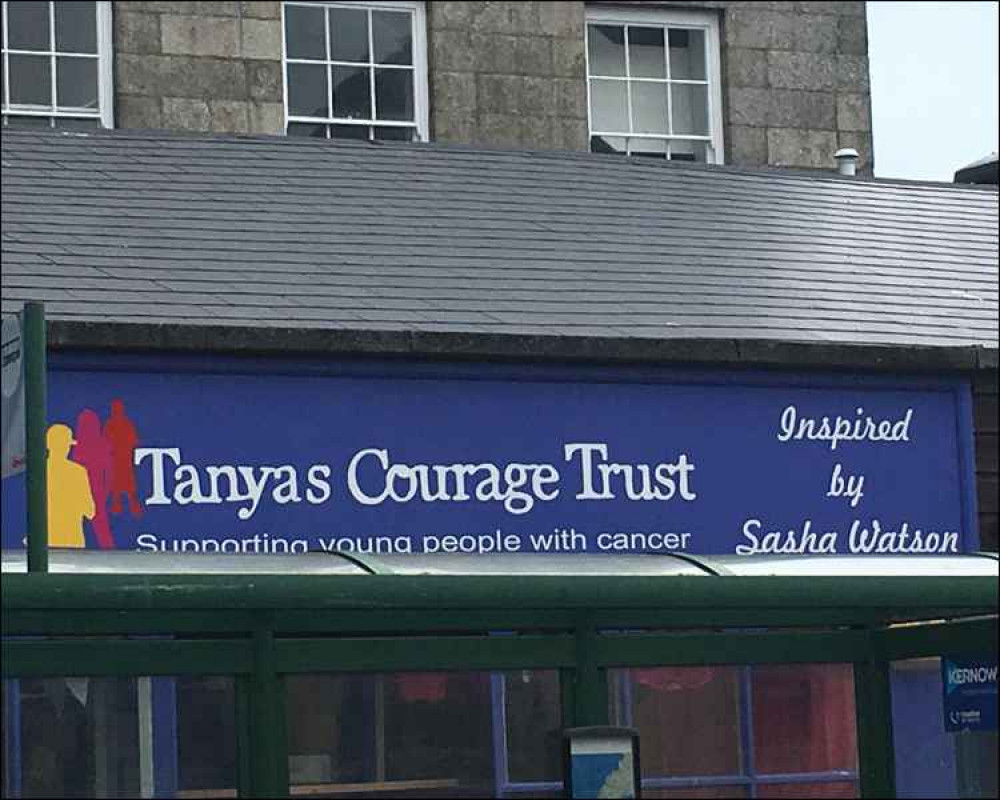 Tanyas Courage Trust
Supporting young people with cancer
Inspired
by
Sasha Watson
KERNOW